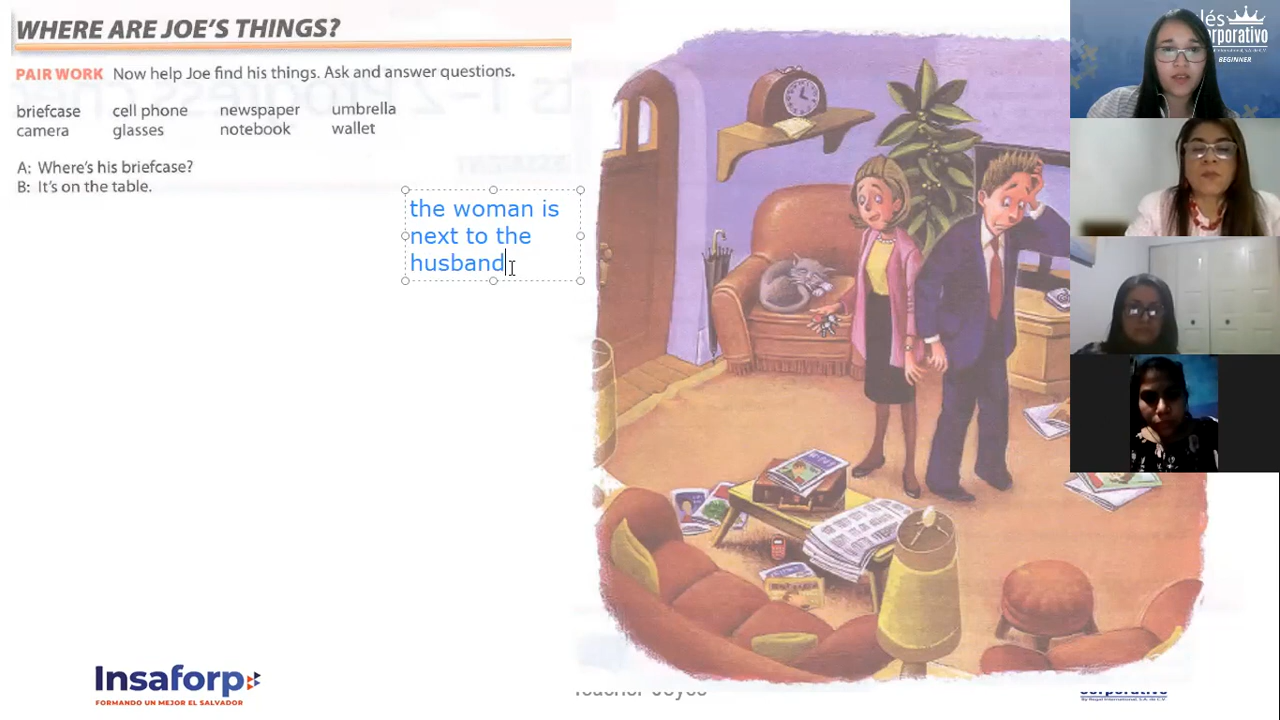 WHERE ARE JOE'S THINGS?
PAIR WORK Now help Joe find his things. Ask and answer questions.
briefcase cell phone newspaper umbrella
camera glasses notebook wallet
A: Where's his briefcase?
B: It's on the table.
the woman is
next to the
husband
BEGINNER
Insaforp
FORMANDO UN MEJOR EL SALVADOR